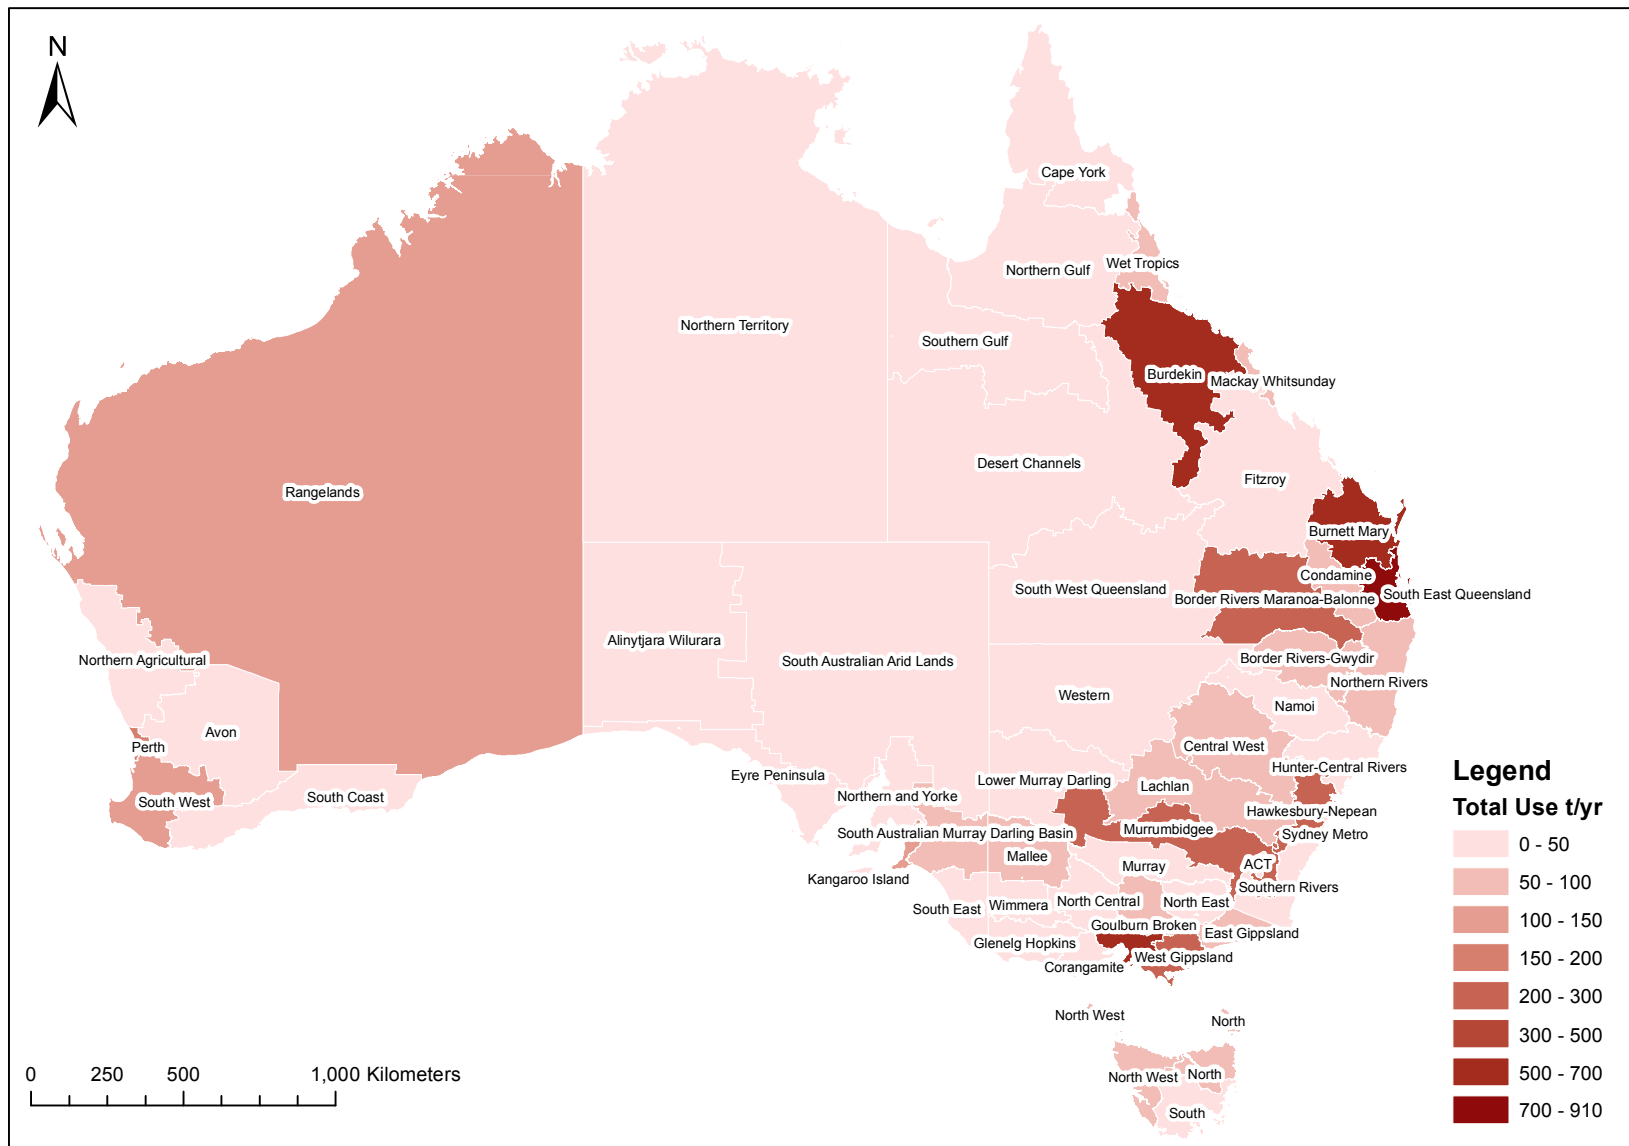 N
Cape York
Wet Tropics
Northern Gulf
Northern Territory
Southern Gulf
Burdekin
Mackay Whitsunday
Desert Channels
Fitzroy
Rangelands
Burnett Mary
Condamine
South West Queensland
South East Queensland
Border Rivers Maranoa-Balonne
Alinytjara Wilurara
South Australian Arid Lands
Northern Agricultural
Border Rivers-Gwydir
Northern Rivers
Western
Namoi
Avon
Perth
Central West
Hunter-Central Rivers
Eyre Peninsula
Lower Murray Darling
Lachlan
South West
South Coast
Northern and Yorke
Hawkesbury-Nepean
South Australian Murray Darling Basin
Murrumbidgee
Sydney Metro
Mallee
Murray
ACT
Kangaroo Island
Southern Rivers
South East
Wimmera
North Central
North East
Goulburn Broken
East Gippsland
Glenelg Hopkins
West Gippsland
Corangamite
North West
North
North West
North
South
Legend
Total Use t/yr
0 - 50
50 - 100
100 - 150
150 - 200
200 - 300
300 - 500
500 - 700
700 - 910
0 250 500 1,000 Kilometers